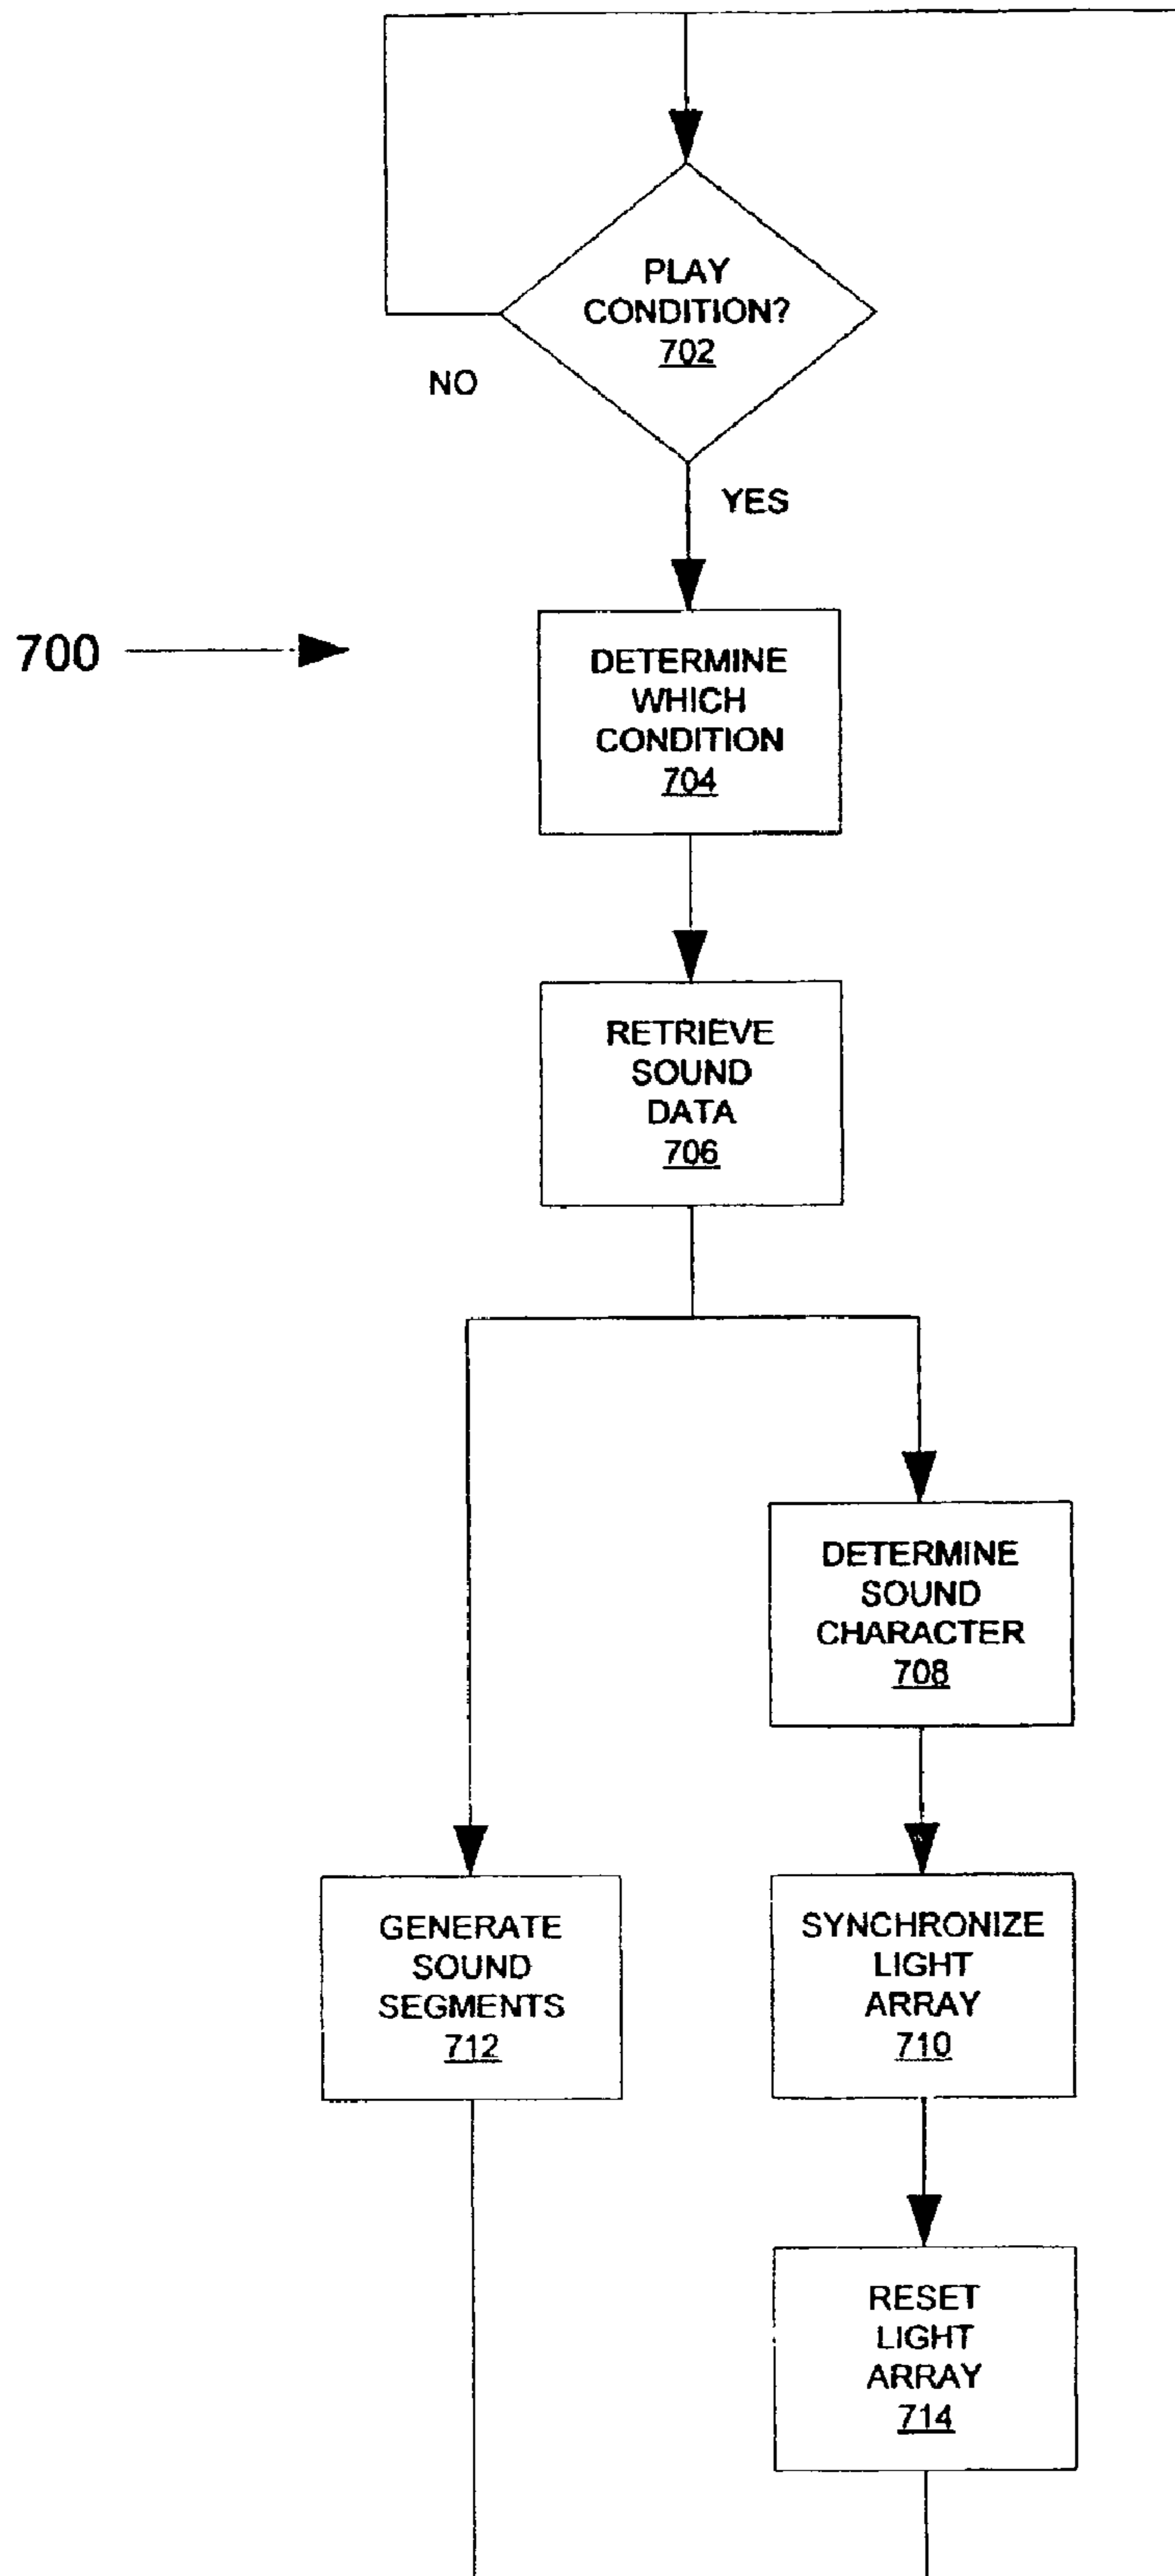 PLAY
CONDITION?
702
NO
YES
700
DETERMINE
WHICH
CONDITION
704
RETRIEVE
SOUND
DATA
706
DETERMINE
SOUND
CHARACTER
708
GENERATE
SOUND
SEGMENTS
712
SYNCHRONIZE
LIGHT
ARRAY
710
RESET
LIGHT
ARRAY
714